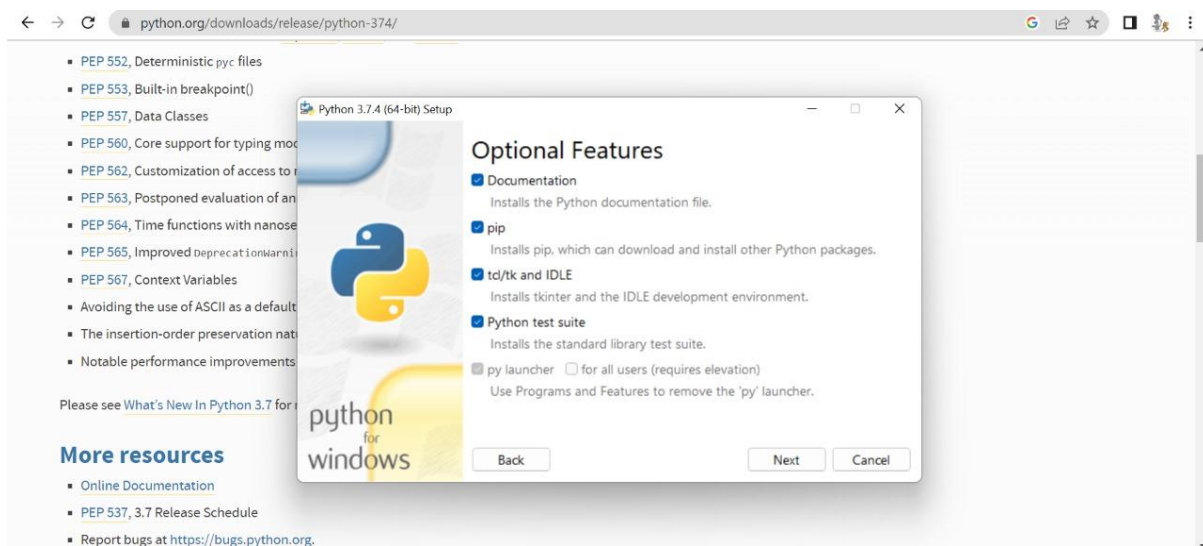 python.org/downloads/release/python-374/
PEP 552, Deterministic pyc files
PEP 553, Built-in breakpoint()
PEP 557, Data Classes
PEP 560, Core support for typing mod
PEP 562, Customization of access to
PEP 563, Postponed evaluation of an
PEP 564, Time functions with nanose
PEP 565, Improved DeprecationWarni
PEP 567, Context Variables
Avoiding the use of ASCII as a default
The insertion-order preservation nat
Notable performance improvements
Please see What's New In Python 3.7 for
More resources
Online Documentation
PEP 537, 3.7 Release Schedule
Report bugs at https://bugs.python.org.
Python 3.7.4 (64-bit) Setup
Optional Features
Documentation
Installs the Python documentation file.
pip
Installs pip, which can download and install other Python packages.
tcl/tk and IDLE
Installs tkinter and the IDLE development environment.
Python test suite
Installs the standard library test suite.
py launcher for all users (requires elevation)
Use Programs and Features to remove the 'py' launcher.
python
for
windows
Back Next Cancel